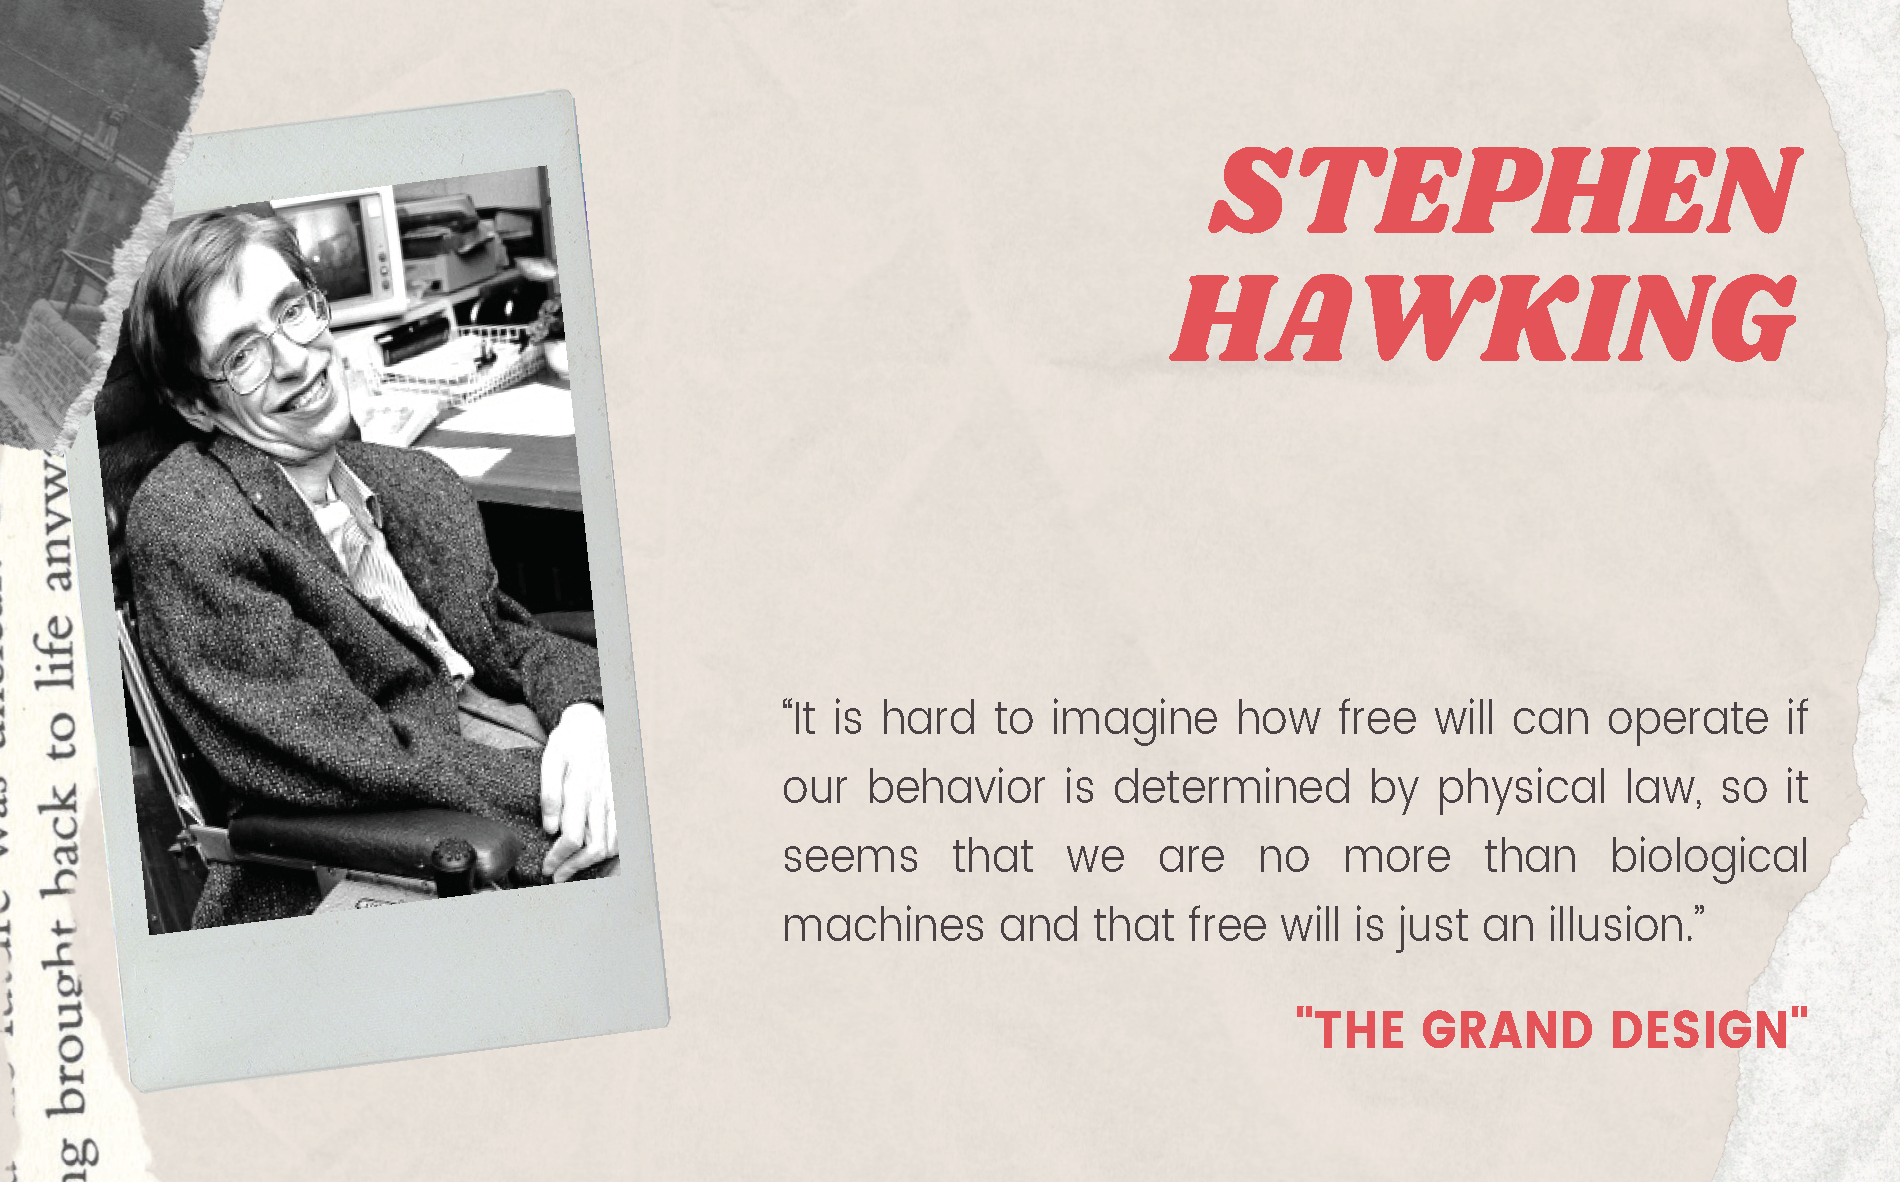 STEPHEN
HAWKING
“It is hard to imagine how free will can operate if
our behavior is determined by physical law, so it
seems that we are no more than biological
machines and that free will is just an illusion.”
"THE GRAND DESIGN"
brought back to life